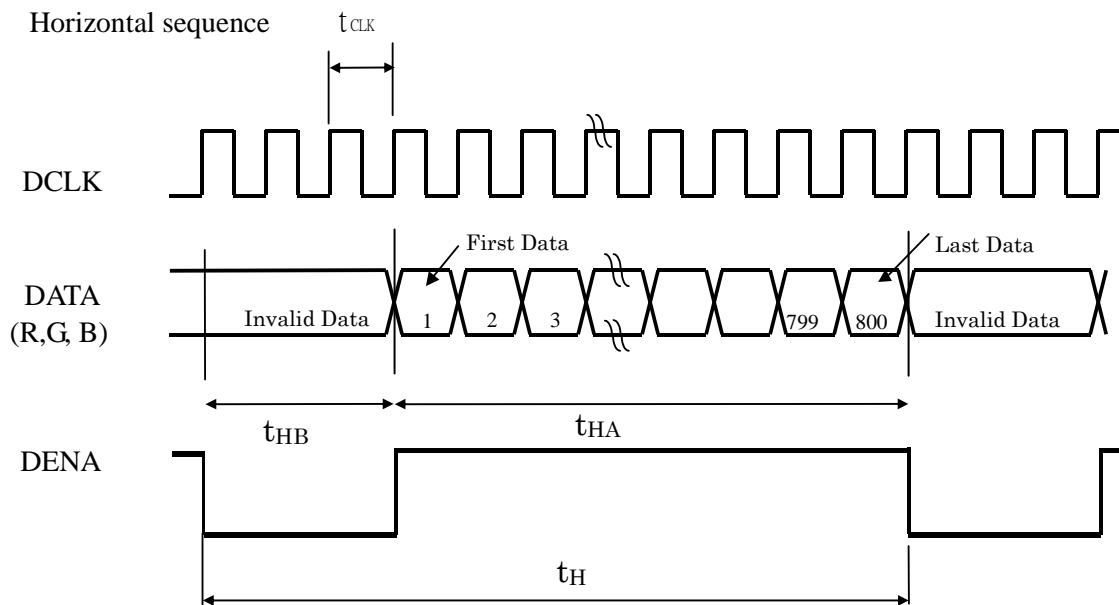 Horizontal sequence
tCLK
DCLK
First Data
Last Data
DATA
(R,G, B)
Invalid Data
1
2
3
799
800
Invalid Data
tHB
tHA
DENA
tH